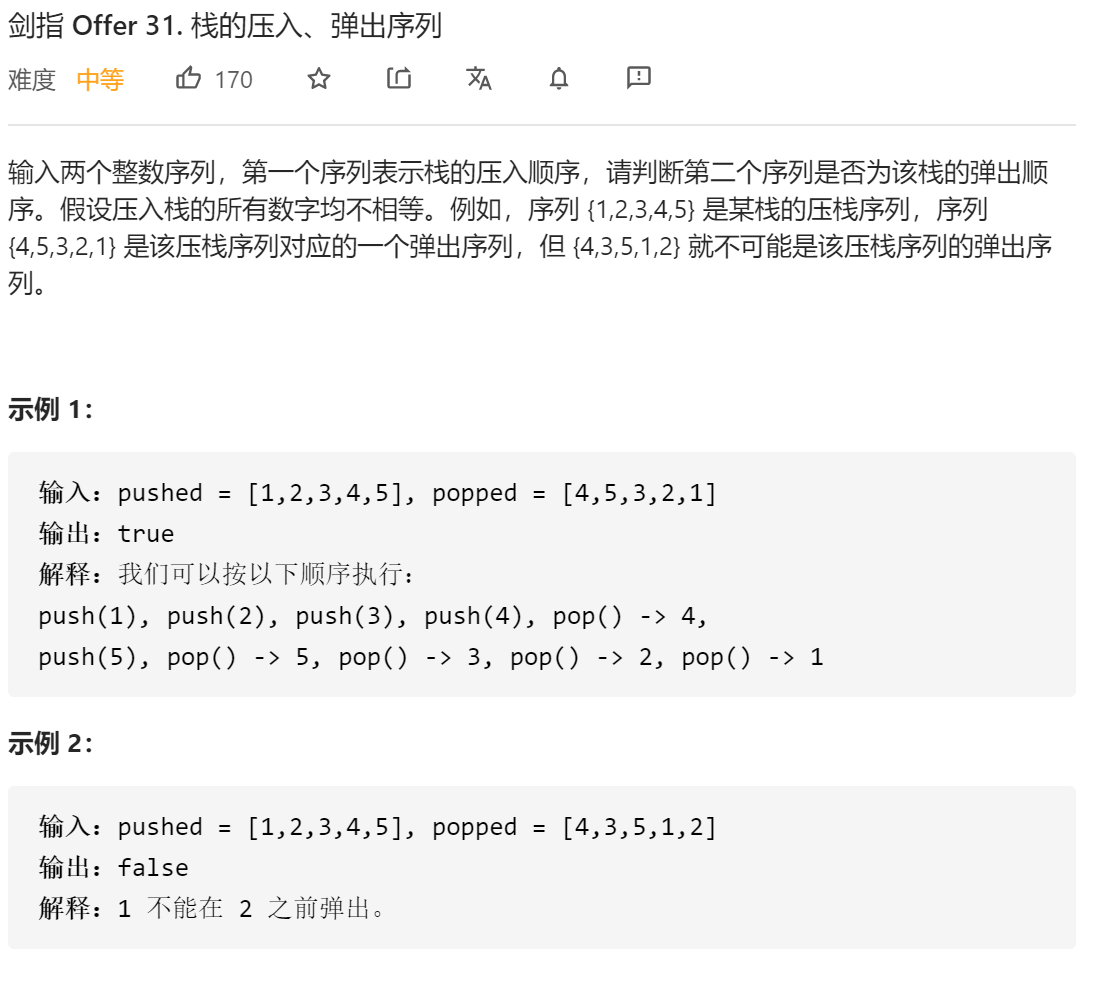 剑指 Offer 31. 栈的压入、弹出序列
难度 中等 170
输入两个整数序列，第一个序列表示栈的压入顺序，请判断第二个序列是否为该栈的弹出顺
序。假设压入栈的所有数字均不相等。例如，序列 {1,2,3,4,5} 是某栈的压栈序列，序列
{4,5,3,2,1} 是该压栈序列对应的一个弹出序列，但 {4,3,5,1,2} 就不可能是该压栈序列的弹出序
列。
示例 1：
输入：pushed = [1,2,3,4,5], popped = [4,5,3,2,1]
输出：true
解释：我们可以按以下顺序执行：
push(1), push(2), push(3), push(4), pop() -> 4,
push(5), pop() -> 5, pop() -> 3, pop() -> 2, pop() -> 1
示例 2：
输入：pushed = [1,2,3,4,5], popped = [4,3,5,1,2]
输出：false
解释：1 不能在 2 之前弹出。